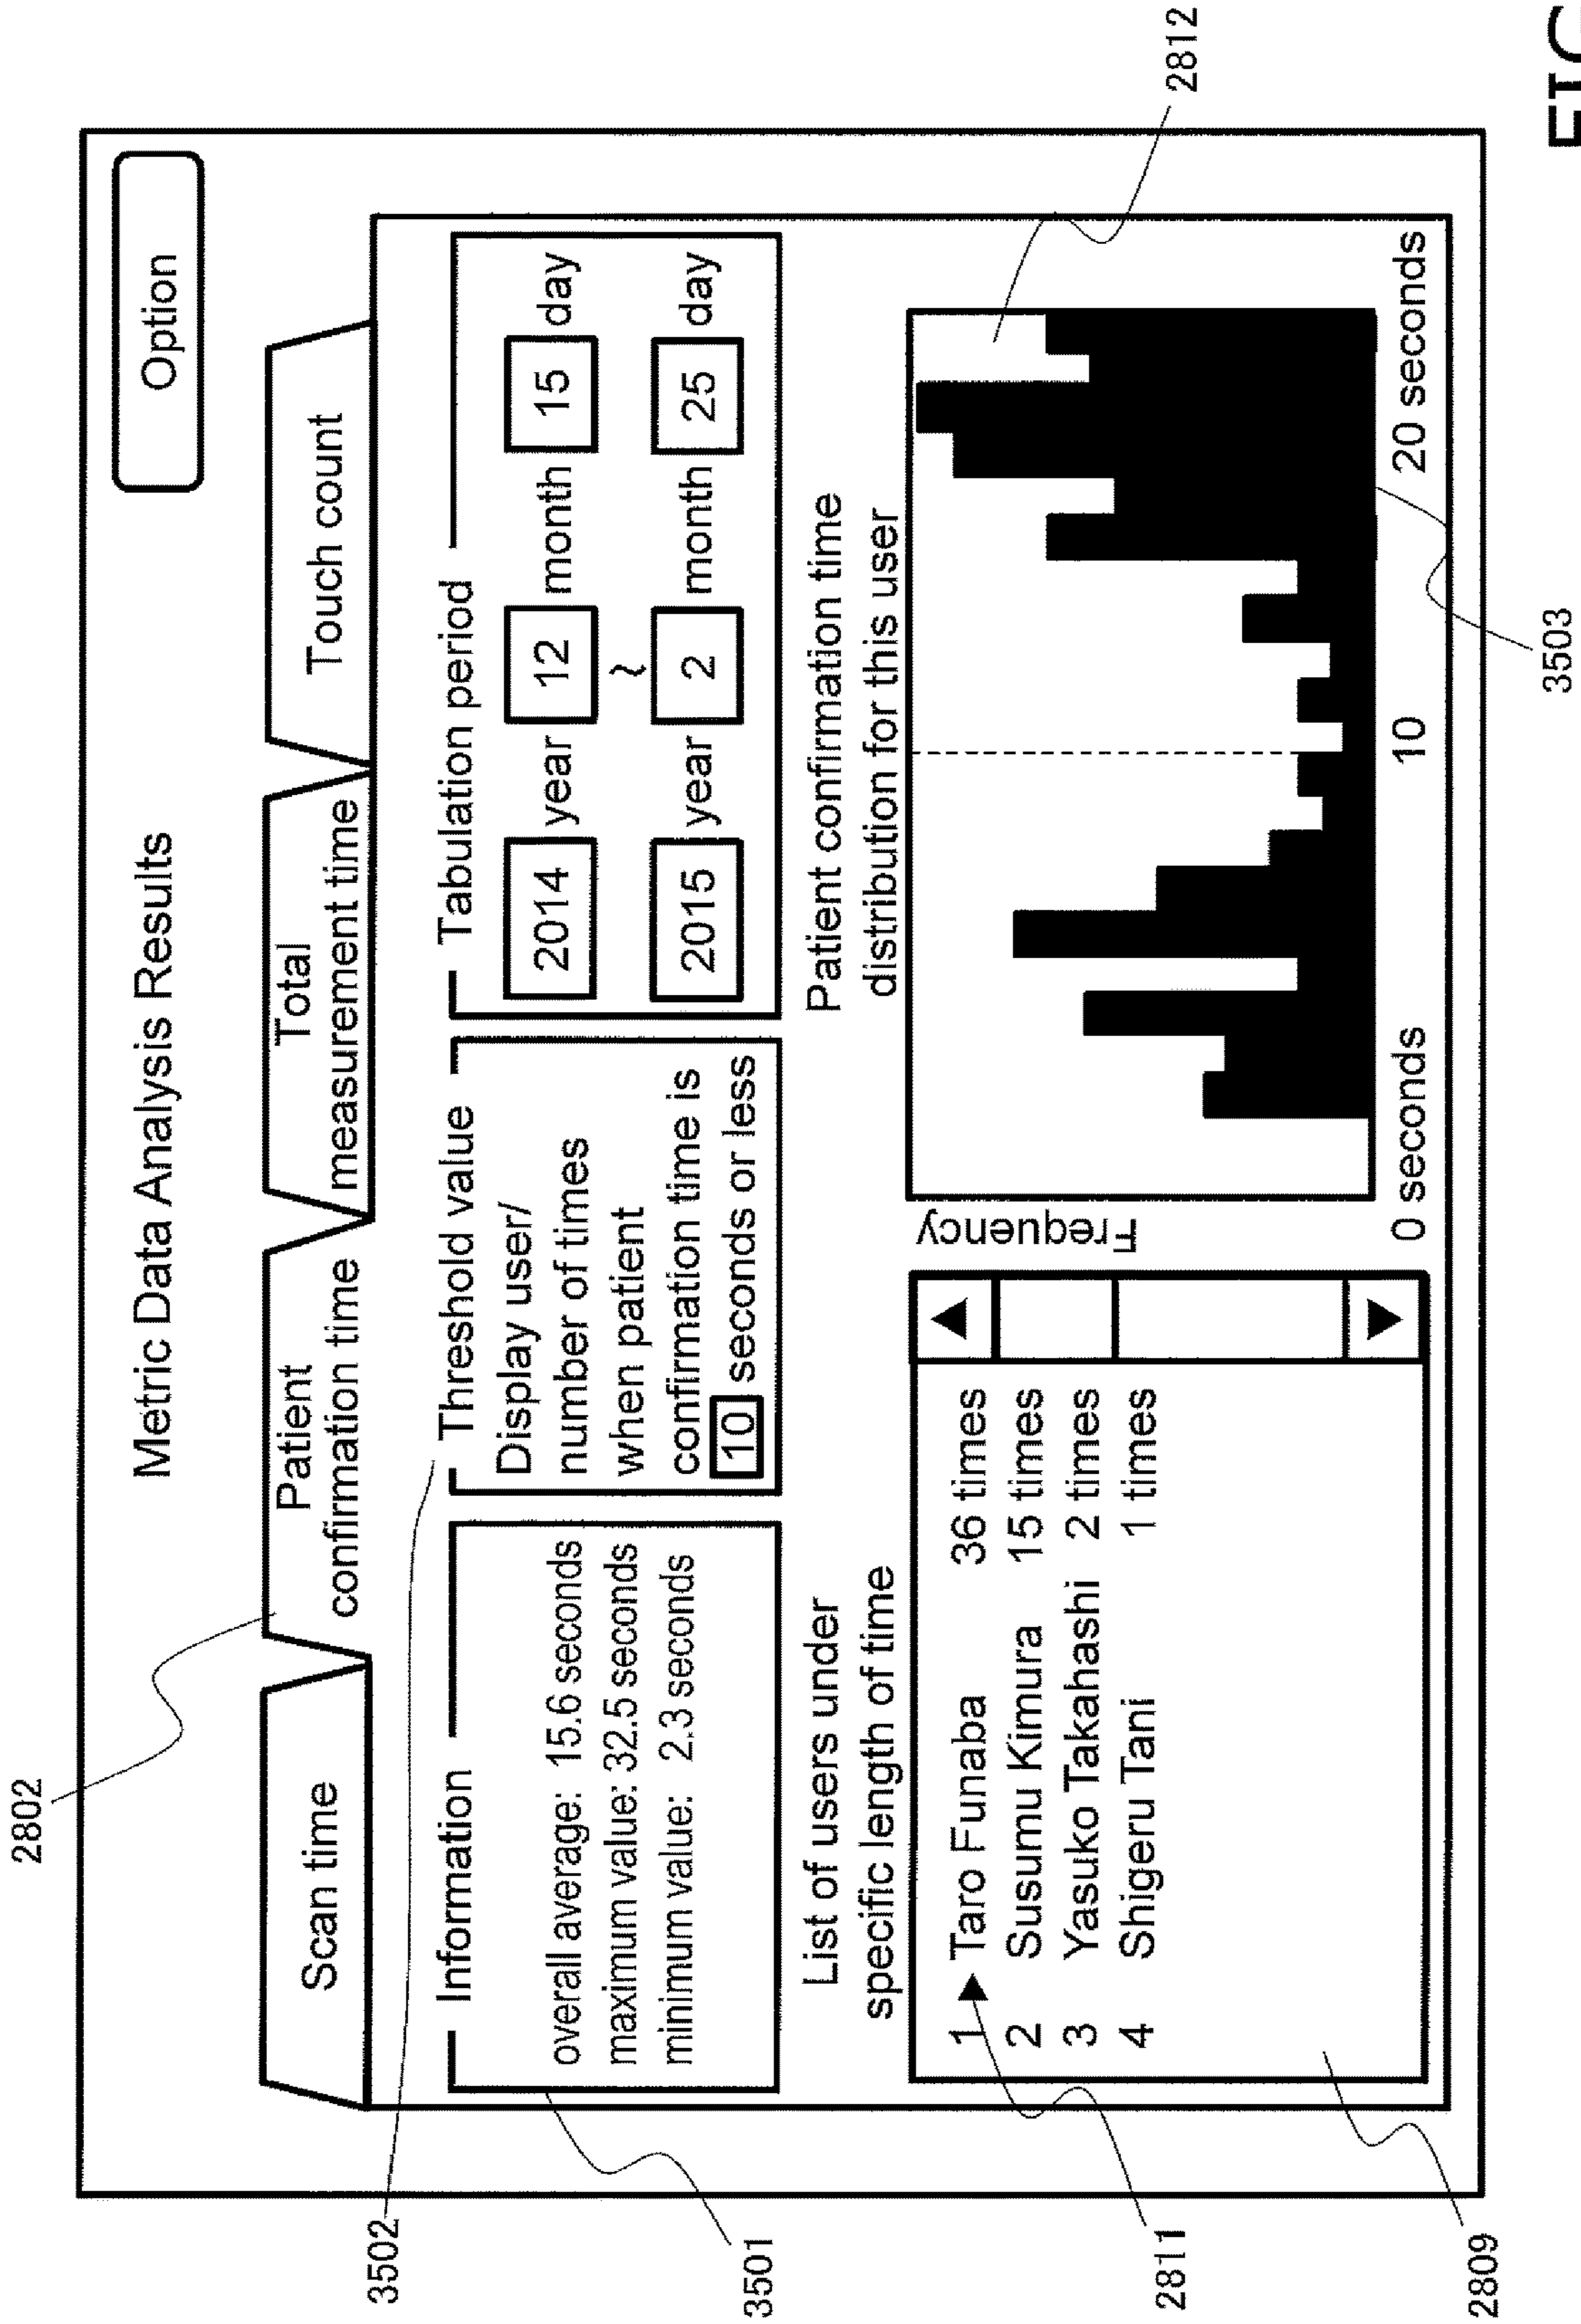 Metric Data Analysis Results
Option
2802
Scan time
Patient
confirmation time
Total
measurement time
Touch count
3502
3501
Information
overall average: 15.6 seconds
maximum value: 32.5 seconds
minimum value: 2.3 seconds
Threshold value
Display user/
number of times
when patient
confirmation time is
10 seconds or less
Tabulation period
2014 year 12 month 15 day
~
2015 year 2 month 25 day
List of users under
specific length of time
1 ▶ Taro Funaba 36 times
2 Susumu Kimura 15 times
3 Yasuko Takahashi 2 times
4 Shigeru Tani 1 times
2811
2809
Patient confirmation time
distribution for this user
Frequency
0 seconds 10 20 seconds
2812
3503